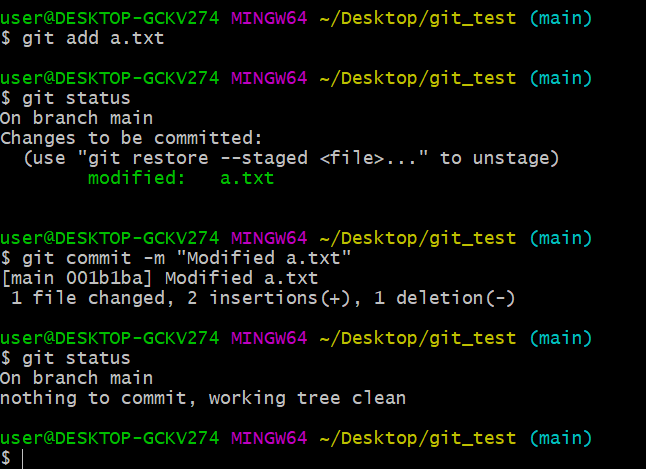 user@DESKTOP-GCKV274 MINGW64 ~/Desktop/git_test (main)
$ git add a.txt
user@DESKTOP-GCKV274 MINGW64 ~/Desktop/git_test (main)
$ git status
On branch main
Changes to be committed:
  (use "git restore --staged <file>..." to unstage)
        modified:   a.txt
user@DESKTOP-GCKV274 MINGW64 ~/Desktop/git_test (main)
$ git commit -m "Modified a.txt"
[main 001b1ba] Modified a.txt
 1 file changed, 2 insertions(+), 1 deletion(-)
user@DESKTOP-GCKV274 MINGW64 ~/Desktop/git_test (main)
$ git status
On branch main
nothing to commit, working tree clean
user@DESKTOP-GCKV274 MINGW64 ~/Desktop/git_test (main)
$